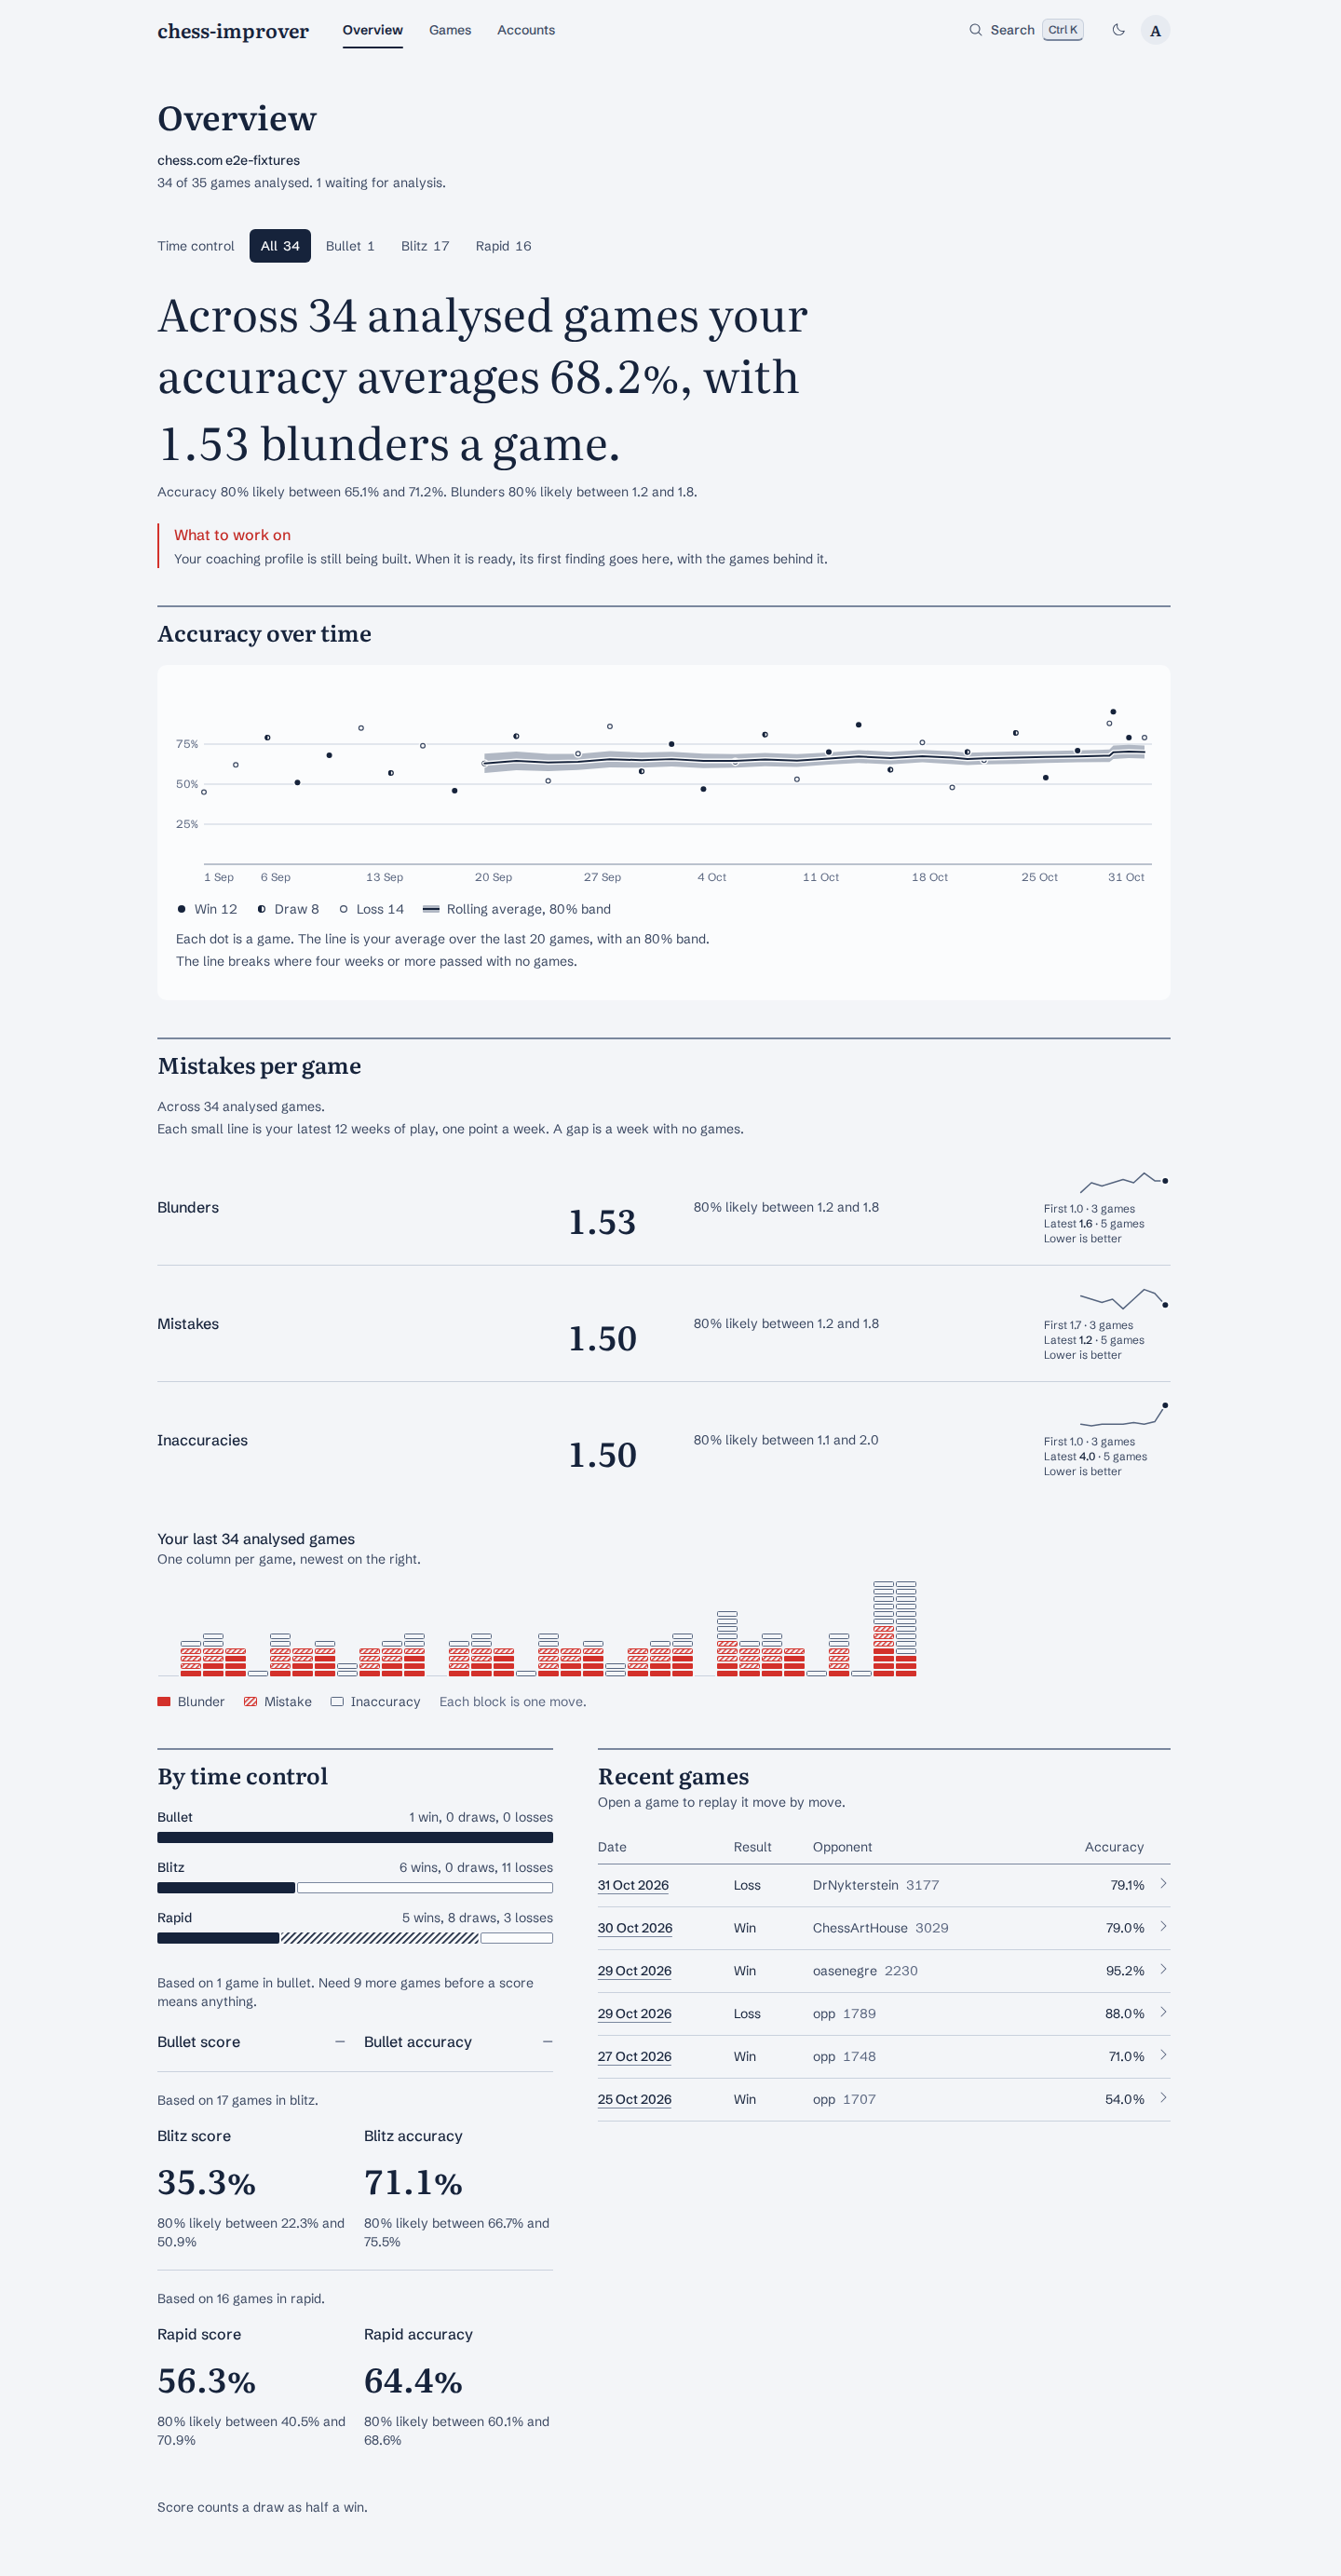 chess-improver Overview Games Accounts Search Ctrl K A
Overview
chess.com e2e-fixtures
34 of 35 games analysed. 1 waiting for analysis.
Time control All 34 Bullet 1 Blitz 17 Rapid 16
Across 34 analysed games your
accuracy averages 68.2%, with
1.53 blunders a game.
Accuracy 80% likely between 65.1% and 71.2%. Blunders 80% likely between 1.2 and 1.8.
What to work on
Your coaching profile is still being built. When it is ready, its first finding goes here, with the games behind it.
Accuracy over time
75%
50%
25%
1 Sep 6 Sep 13 Sep 20 Sep 27 Sep 4 Oct 11 Oct 18 Oct 25 Oct 31 Oct
Win 12 Draw 8 Loss 14 Rolling average, 80% band
Each dot is a game. The line is your average over the last 20 games, with an 80% band.
The line breaks where four weeks or more passed with no games.
Mistakes per game
Across 34 analysed games.
Each small line is your latest 12 weeks of play, one point a week. A gap is a week with no games.
Blunders
1.53
80% likely between 1.2 and 1.8
First 1.0 · 3 games
Latest 1.6 · 5 games
Lower is better
Mistakes
1.50
80% likely between 1.2 and 1.8
First 1.7 · 3 games
Latest 1.2 · 5 games
Lower is better
Inaccuracies
1.50
80% likely between 1.1 and 2.0
First 1.0 · 3 games
Latest 4.0 · 5 games
Lower is better
Your last 34 analysed games
One column per game, newest on the right.
Blunder Mistake Inaccuracy Each block is one move.
By time control
Bullet 1 win, 0 draws, 0 losses
Blitz 6 wins, 0 draws, 11 losses
Rapid 5 wins, 8 draws, 3 losses
Based on 1 game in bullet. Need 9 more games before a score
means anything.
Bullet score – Bullet accuracy –
Based on 17 games in blitz.
Blitz score Blitz accuracy
35.3% 71.1%
80% likely between 22.3% and 80% likely between 66.7% and
50.9% 75.5%
Based on 16 games in rapid.
Rapid score Rapid accuracy
56.3% 64.4%
80% likely between 40.5% and 80% likely between 60.1% and
70.9% 68.6%
Score counts a draw as half a win.
Recent games
Open a game to replay it move by move.
Date Result Opponent Accuracy
31 Oct 2026 Loss DrNykterstein 3177 79.1%
30 Oct 2026 Win ChessArtHouse 3029 79.0%
29 Oct 2026 Win oasenegre 2230 95.2%
29 Oct 2026 Loss opp 1789 88.0%
27 Oct 2026 Win opp 1748 71.0%
25 Oct 2026 Win opp 1707 54.0%